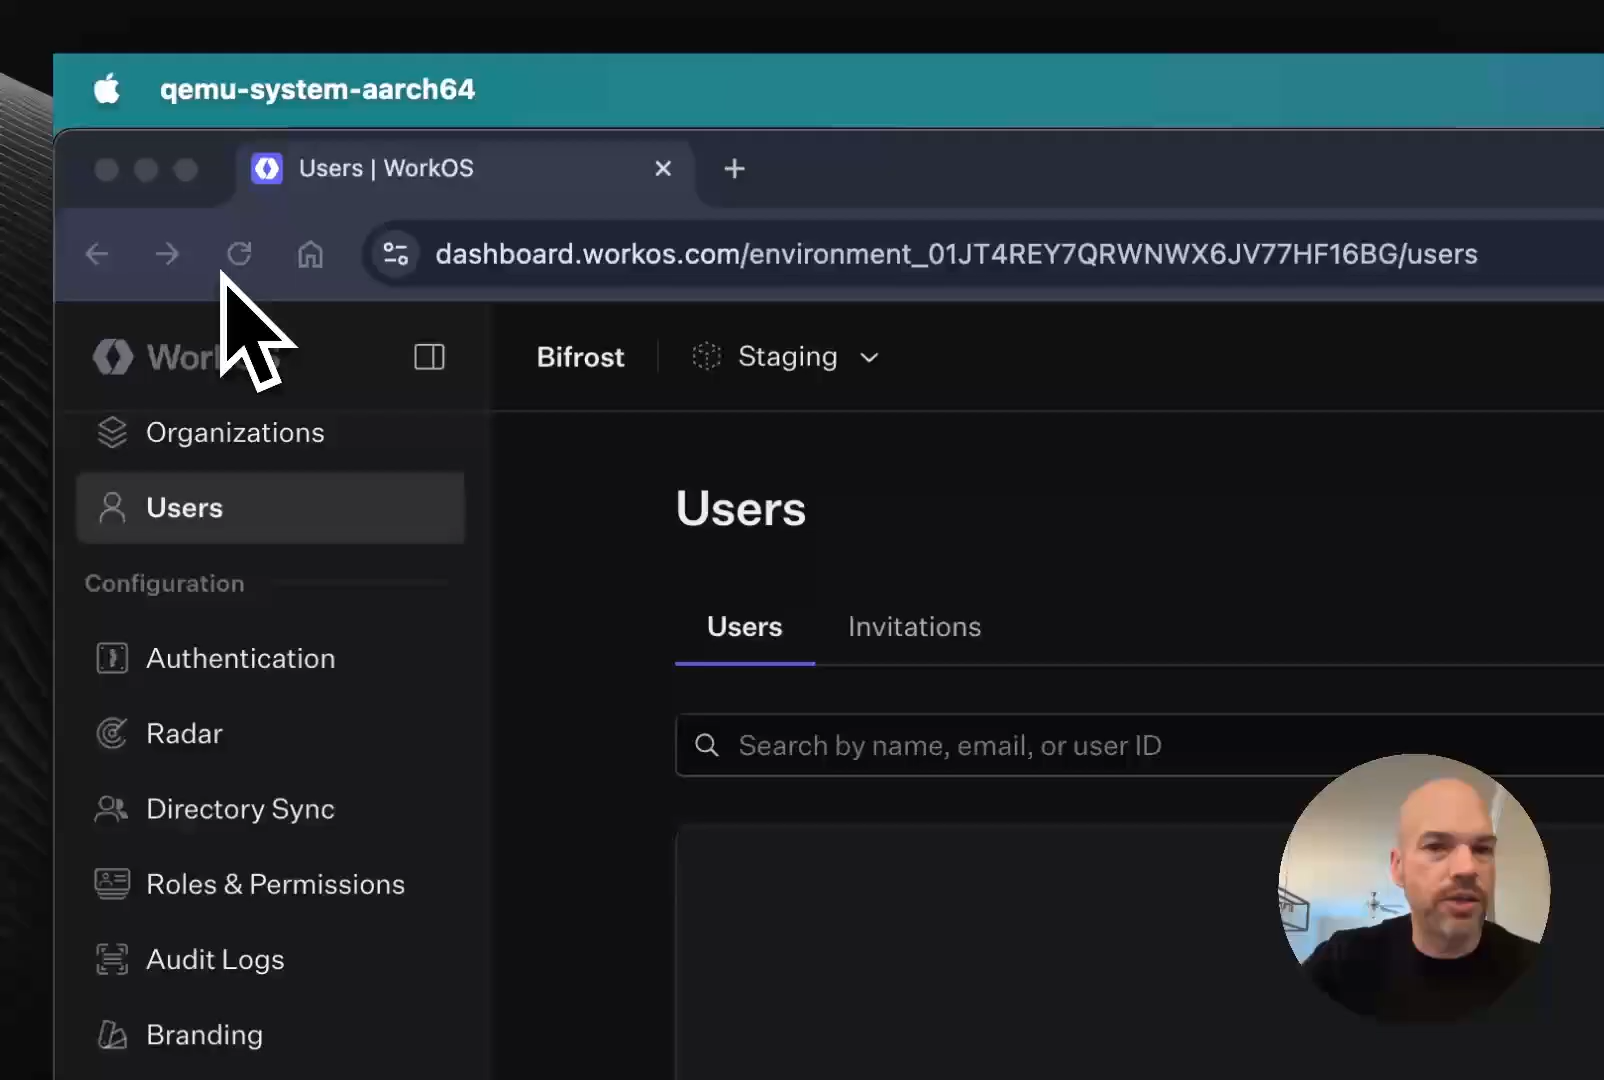 qemu-system-aarch64
Users | WorkOS
dashboard.workos.com/environment_01JT4REY7QRWNWX6JV77HF16BG/users
Bifrost
Staging
Organizations
Users
Configuration
Authentication
Radar
Directory Sync
Roles & Permissions
Audit Logs
Branding
Users
Users
Invitations
Search by name, email, or user ID